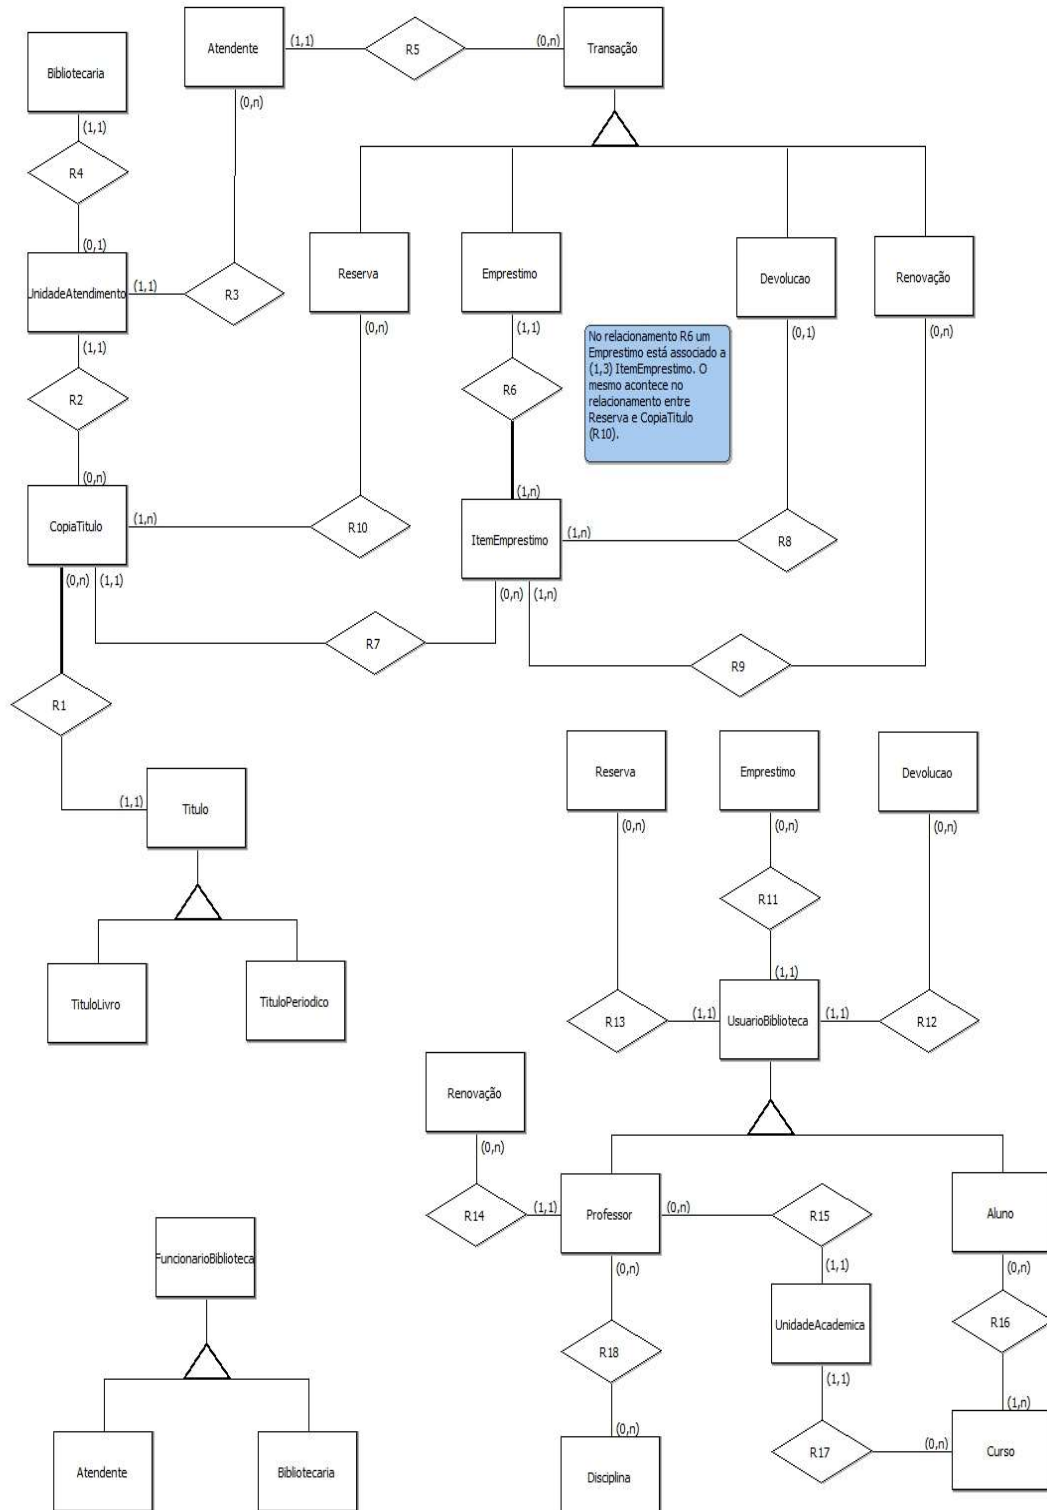 Atendente
(1,1)
R5
(0,n)
Transação
Bibliotecaria
(1,1)
(0,n)
R4
(0,1)
UnidadeAtendimento
(1,1)
R3
Reserva
Emprestimo
Devolucao
Renovação
(0,n)
(1,1)
(0,1)
(0,n)
No relacionamento R6 um
Emprestimo está associado a
(1,3) ItemEmprestimo. O
mesmo acontece no
relacionamento entre
Reserva e CopiaTitulo
(R10).
(1,1)
R2
R6
(0,n)
(1,n)
CopiaTitulo
(1,n)
R10
ItemEmprestimo
(1,n)
R8
(0,n)
(1,1)
(0,n)
(1,n)
R7
R9
R1
(1,1)
Titulo
Reserva
Emprestimo
Devolucao
(0,n)
(0,n)
(0,n)
R11
TituloLivro
TituloPeriodico
(1,1)
R13
(1,1)
UsuarioBiblioteca
(1,1)
R12
Renovação
(0,n)
R14
(1,1)
Professor
(0,n)
R15
Aluno
FuncionarioBiblioteca
(0,n)
(1,1)
(0,n)
R18
UnidadeAcademica
R16
(1,1)
(1,n)
Atendente
Bibliotecaria
(0,n)
Disciplina
R17
(0,n)
Curso